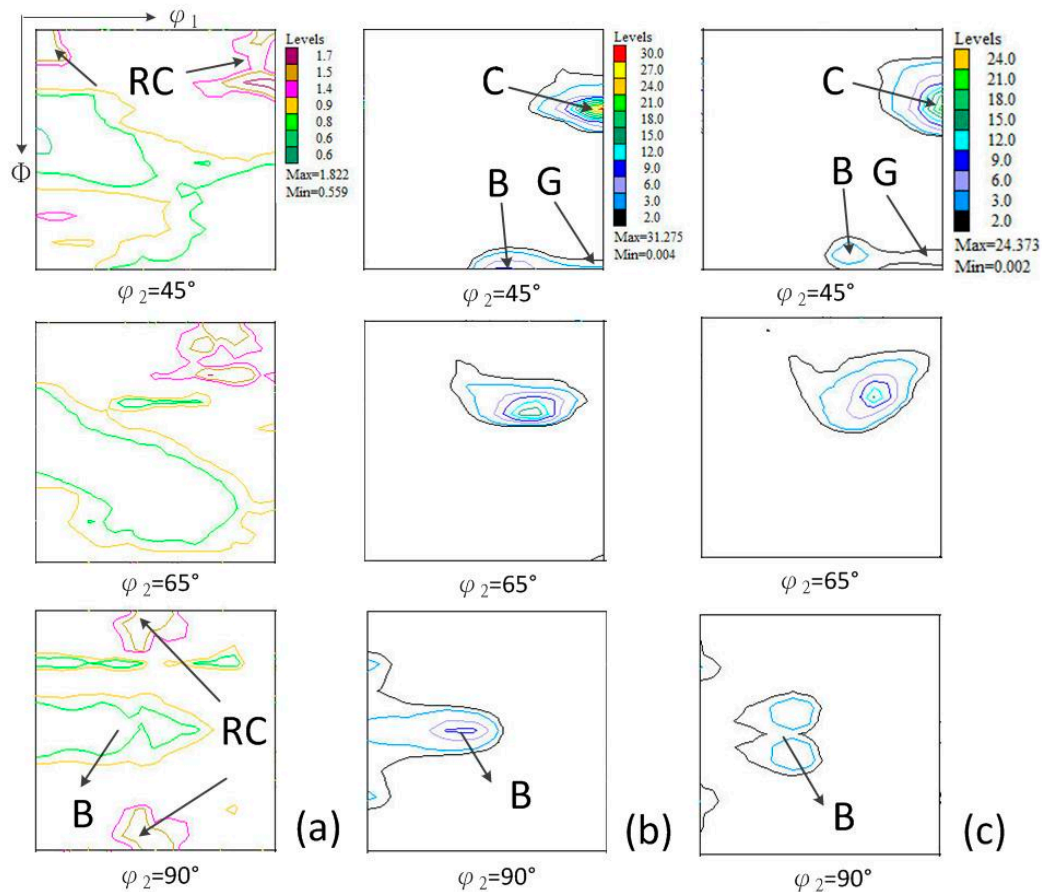 φ₁
Φ
RC
Levels
1.7
1.5
1.4
0.9
0.8
0.6
0.6
Max=1.822
Min=0.559
φ₂=45°
C
B
G
Levels
30.0
27.0
24.0
21.0
18.0
15.0
12.0
9.0
6.0
3.0
2.0
Max=31.275
Min=0.004
φ₂=45°
C
B
G
Levels
24.0
21.0
18.0
15.0
12.0
9.0
6.0
3.0
2.0
Max=24.373
Min=0.002
φ₂=45°
φ₂=65°
φ₂=65°
φ₂=65°
RC
B
(a)
φ₂=90°
B
(b)
φ₂=90°
B
(c)
φ₂=90°